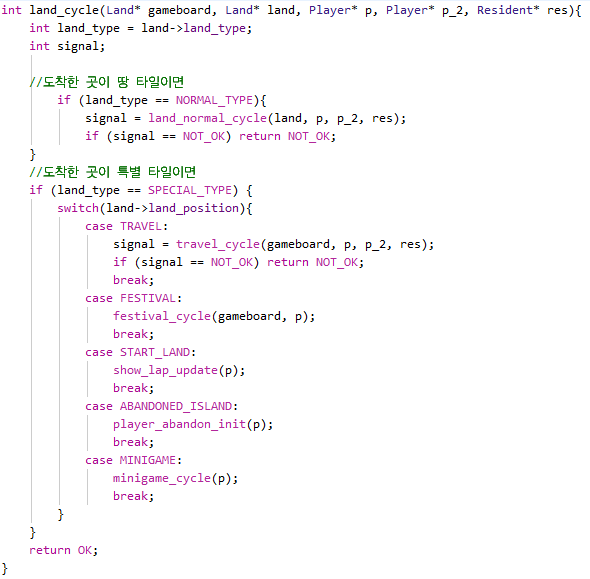 int land_cycle(Land* gameboard, Land* land, Player* p, Player* p_2, Resident* res){
    int land_type = land->land_type;
    int signal;

    //도착한 곳이 땅 타일이면
        if (land_type == NORMAL_TYPE){
            signal = land_normal_cycle(land, p, p_2, res);
            if (signal == NOT_OK) return NOT_OK;
    }
    //도착한 곳이 특별 타일이면
    if (land_type == SPECIAL_TYPE) {
        switch(land->land_position){
            case TRAVEL:
                signal = travel_cycle(gameboard, p, p_2, res);
                if (signal == NOT_OK) return NOT_OK;
                break;
            case FESTIVAL:
                festival_cycle(gameboard, p);
                break;
            case START_LAND:
                show_lap_update(p);
                break;
            case ABANDONED_ISLAND:
                player_abandon_init(p);
                break;
            case MINIGAME:
                minigame_cycle(p);
                break;
        }
    }
    return OK;
}